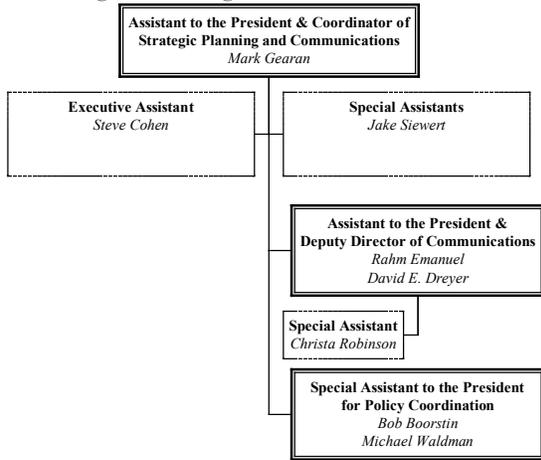 Assistant to the President & Coordinator of
Strategic Planning and Communications
Mark Gearan
Executive Assistant
Steve Cohen
Special Assistants
Jake Siewert
Assistant to the President &
Deputy Director of Communications
Rahm Emanuel
David E. Dreyer
Special Assistant
Christa Robinson
Special Assistant to the President
for Policy Coordination
Bob Boorstin
Michael Waldman